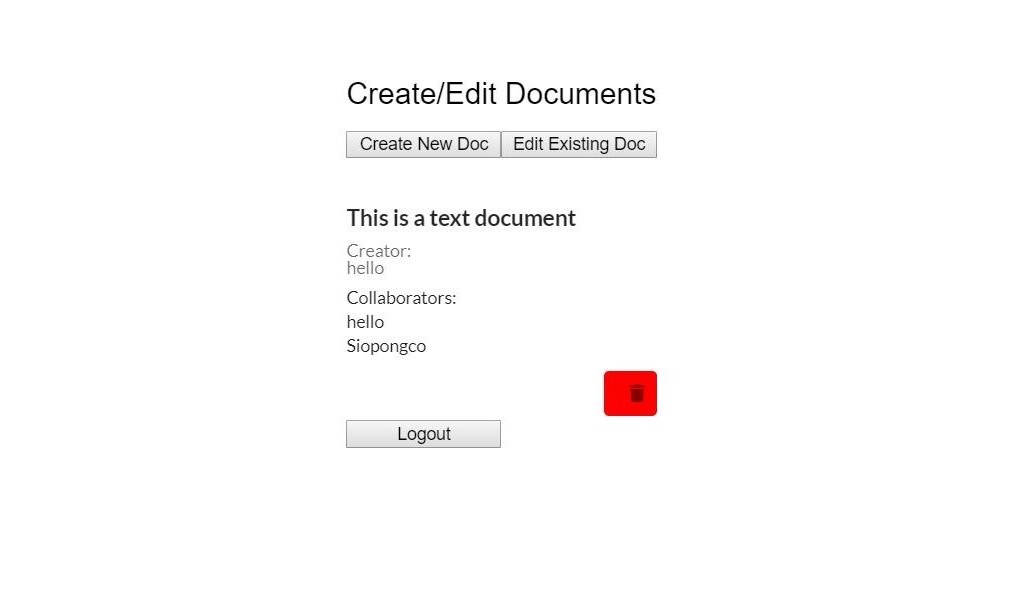 Create/Edit Documents
Create New Doc Edit Existing Doc
This is a text document
Creator:
hello
Collaborators:
hello
Siopongco
Logout